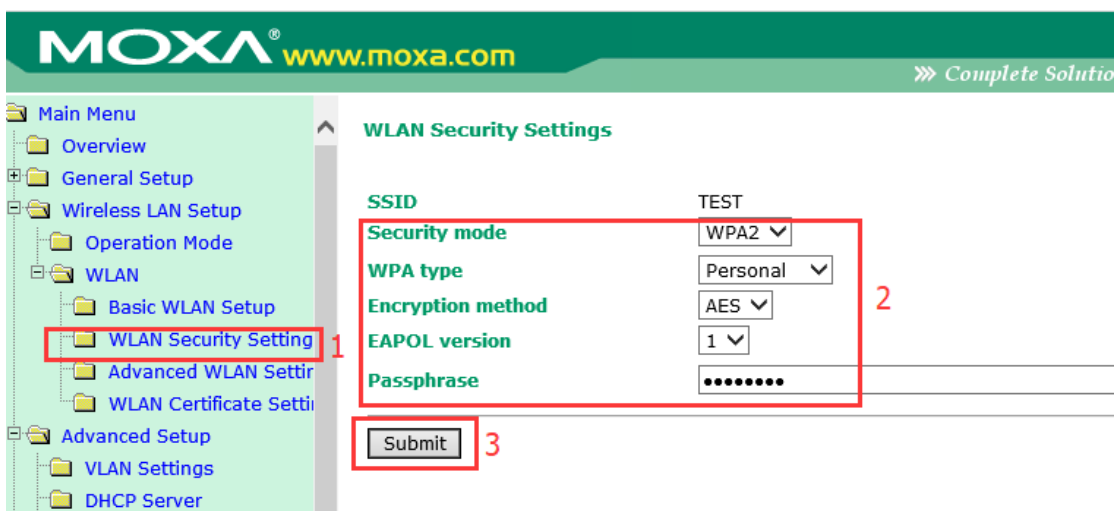 MOXA® www.moxa.com
Complete Solutio
Main Menu
Overview
General Setup
Wireless LAN Setup
Operation Mode
WLAN
Basic WLAN Setup
WLAN Security Setting
Advanced WLAN Settin
WLAN Certificate Settin
Advanced Setup
VLAN Settings
DHCP Server
1
WLAN Security Settings
SSID TEST
Security mode WPA2
WPA type Personal
Encryption method AES
EAPOL version 1
Passphrase ••••••••
2
Submit 3